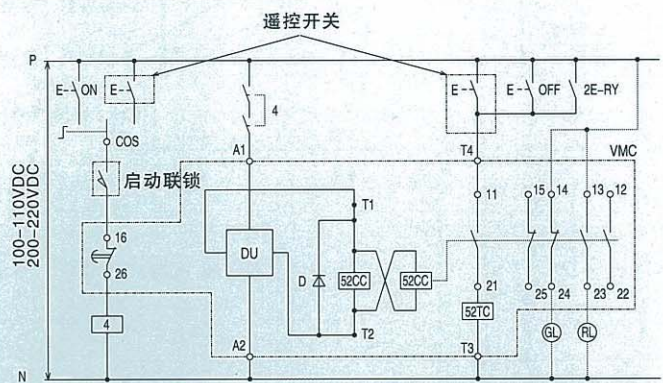 遥控开关
P
E ON
E
4
E
E OFF
2E-RY
COS
A1
T4
VMC
启动联锁
100-110VDC
200-220VDC
16
26
4
DU
D
T1
52CC
52CC
T2
11
21
52TC
15
14
13
12
25
24
23
22
GL
RL
A2
T3
N